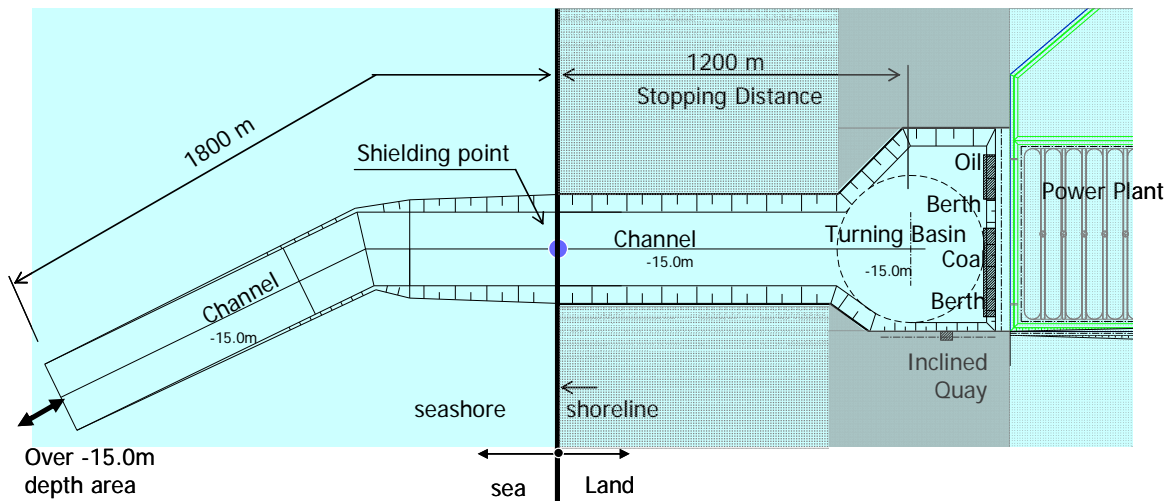 1200 m
Stopping Distance
1800 m
Shielding point
Oil
Power Plant
Berth
Channel
-15.0m
Turning Basin
-15.0m
Coal
Channel
-15.0m
Berth
Inclined
Quay
seashore
shoreline
Over -15.0m
depth area
sea
Land